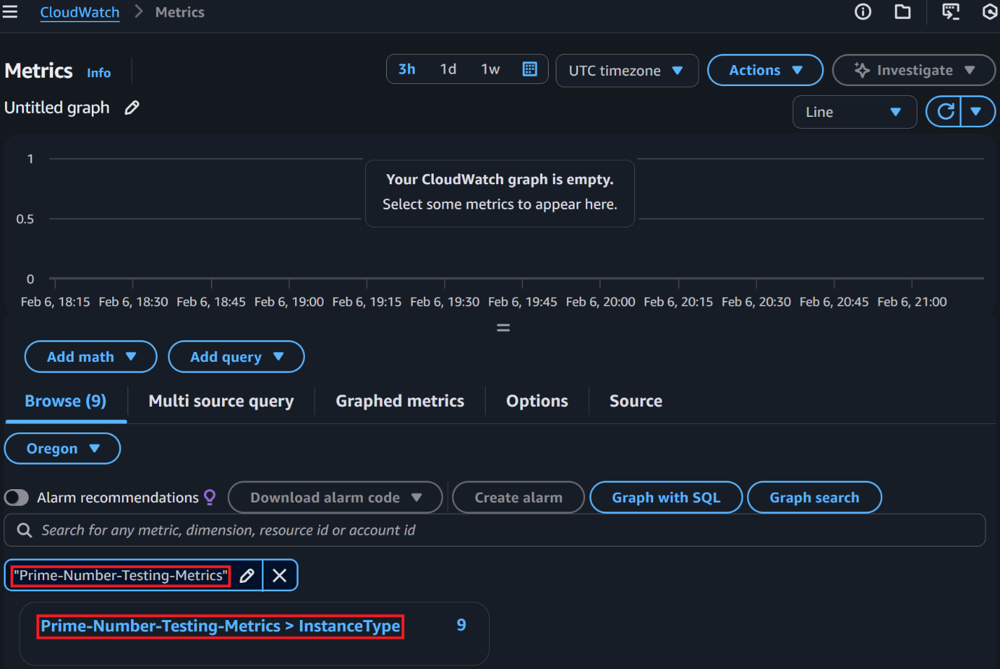 CloudWatch > Metrics
Metrics Info
3h 1d 1w UTC timezone Actions Investigate
Untitled graph
Line
1
Your CloudWatch graph is empty.
Select some metrics to appear here.
0.5
0
Feb 6, 18:15 Feb 6, 18:30 Feb 6, 18:45 Feb 6, 19:00 Feb 6, 19:15 Feb 6, 19:30 Feb 6, 19:45 Feb 6, 20:00 Feb 6, 20:15 Feb 6, 20:30 Feb 6, 20:45 Feb 6, 21:00
Add math Add query
Browse (9) Multi source query Graphed metrics Options Source
Oregon
Alarm recommendations Download alarm code Create alarm Graph with SQL Graph search
Search for any metric, dimension, resource id or account id
"Prime-Number-Testing-Metrics"
Prime-Number-Testing-Metrics > InstanceType 9